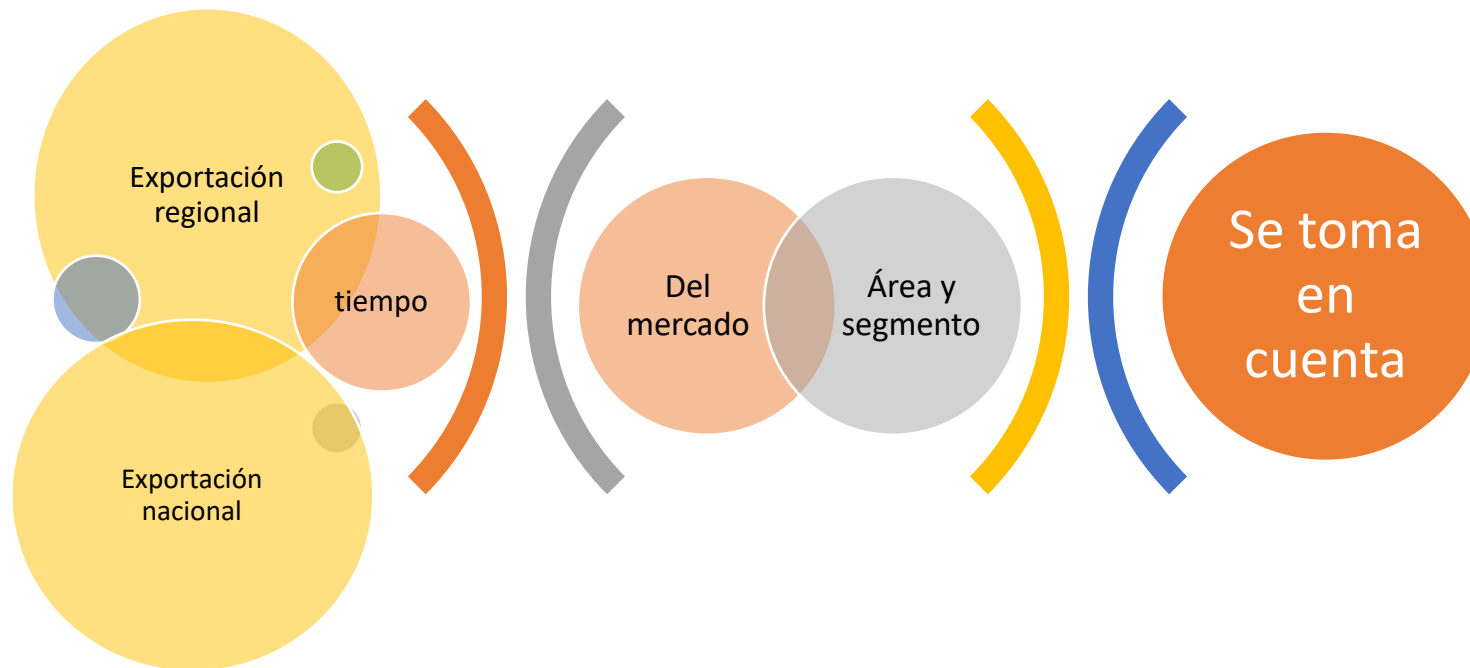 Exportación
regional
tiempo
Exportación
nacional
Del
mercado
Área y
segmento
Se toma
en
cuenta